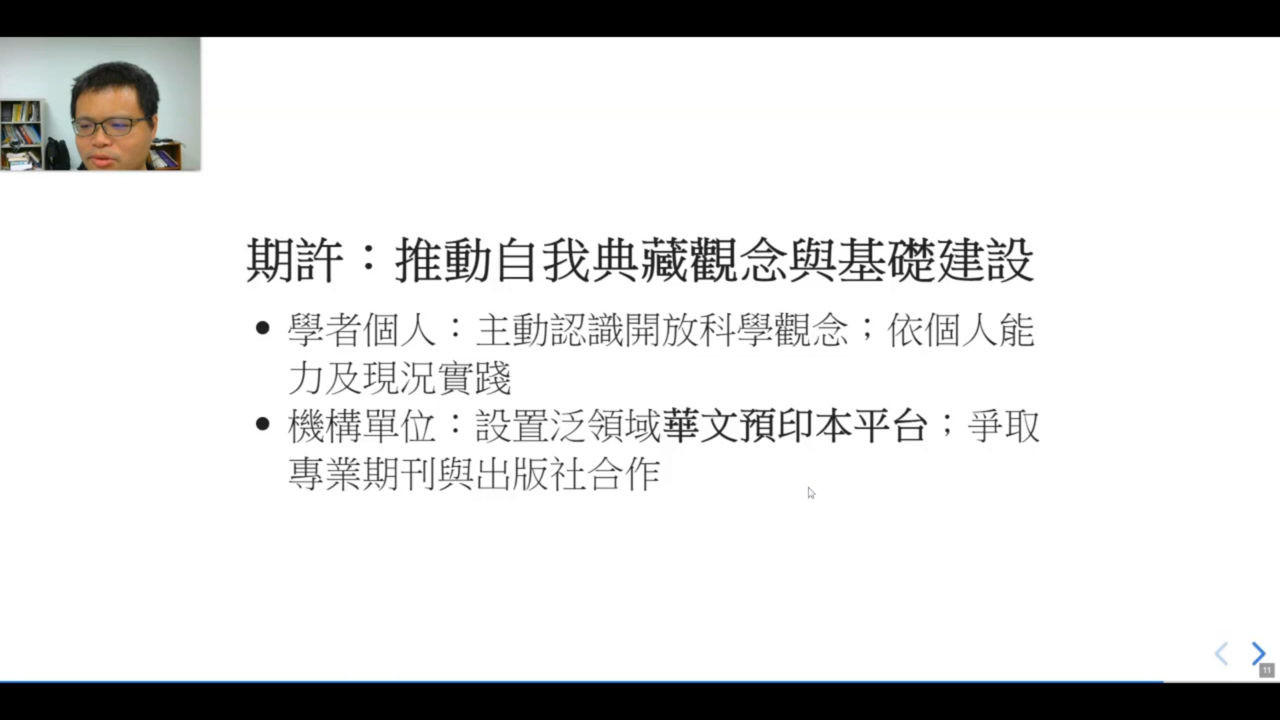 期許：推動自我典藏觀念與基礎建設
學者個人：主動認識開放科學觀念；依個人能
力及現況實踐
機構單位：設置泛領域華文預印本平台；爭取
專業期刊與出版社合作
11